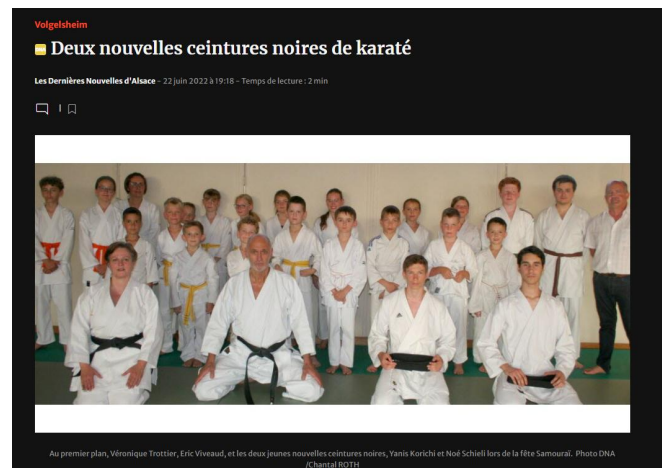 Volgelsheim
Deux nouvelles ceintures noires de karaté
Les Dernières Nouvelles d'Alsace - 22 juin 2022 à 19:18 - Temps de lecture : 2 min
Au premier plan, Véronique Trottier, Eric Viveaud, et les deux jeunes nouvelles ceintures noires, Yanis Korichi et Noé Schieli lors de la fête Samouraï. Photo DNA
/Chantal ROTH